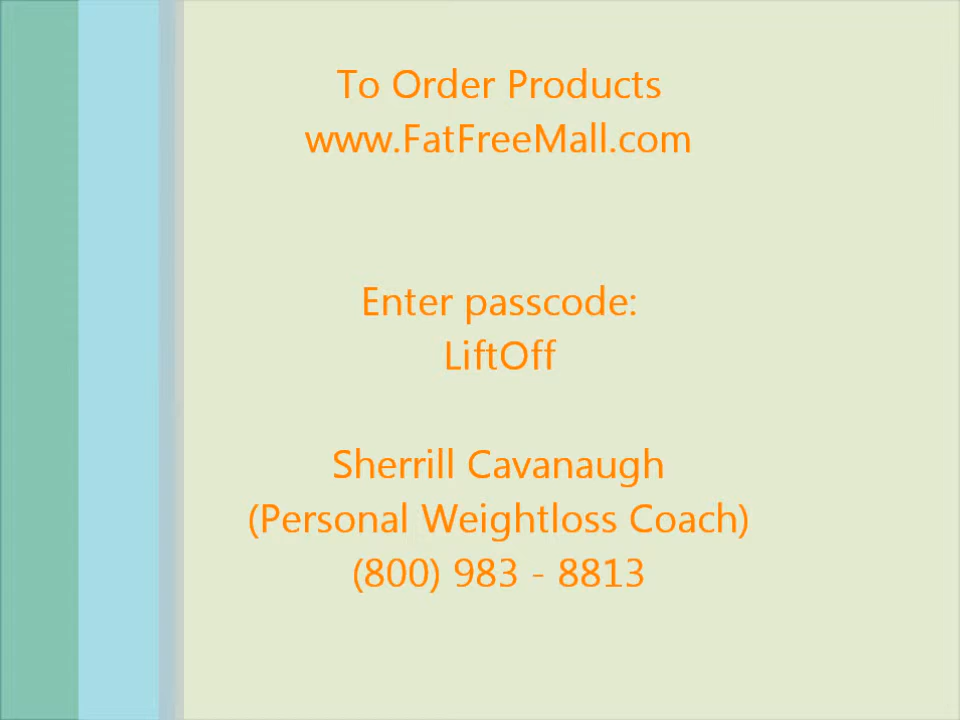 To Order Products
www.FatFreeMall.com
Enter passcode:
LiftOff
Sherrill Cavanaugh
(Personal Weightloss Coach)
(800) 983 - 8813